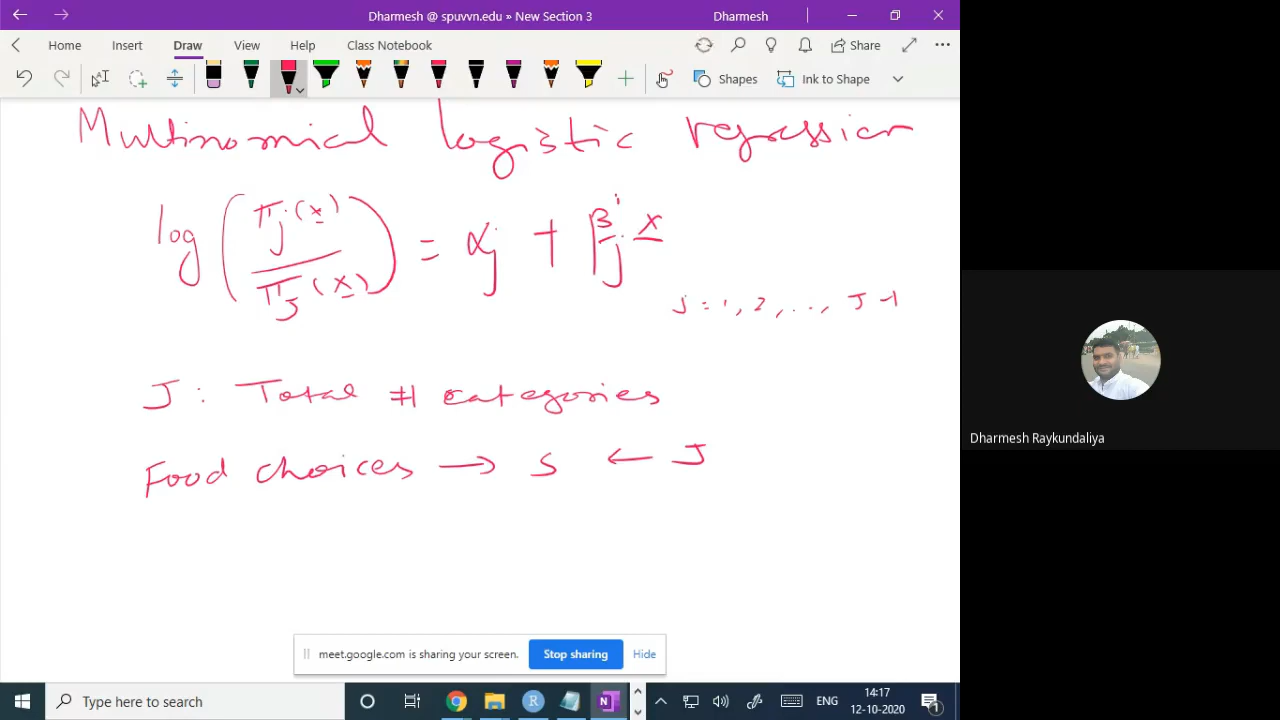 Dharmesh @ spuvvn.edu » New Section 3
Dharmesh
Home Insert Draw View Help Class Notebook
Share
Shapes
Ink to Shape
Multinomial logistic regression
log (πj(x) / πJ(x)) = αj + βj' x
j = 1, 2, ..., J-1
J : Total # categories
Food choices → 5 ← J
Dharmesh Raykundaliya
meet.google.com is sharing your screen.
Stop sharing
Hide
Type here to search
ENG
14:17
12-10-2020
1